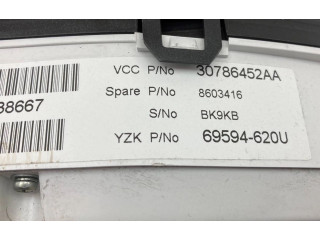 VCC P/No 30786452AA
Spare P/No 8603416
38667
S/No BK9KB
YZK P/No 69594-620U